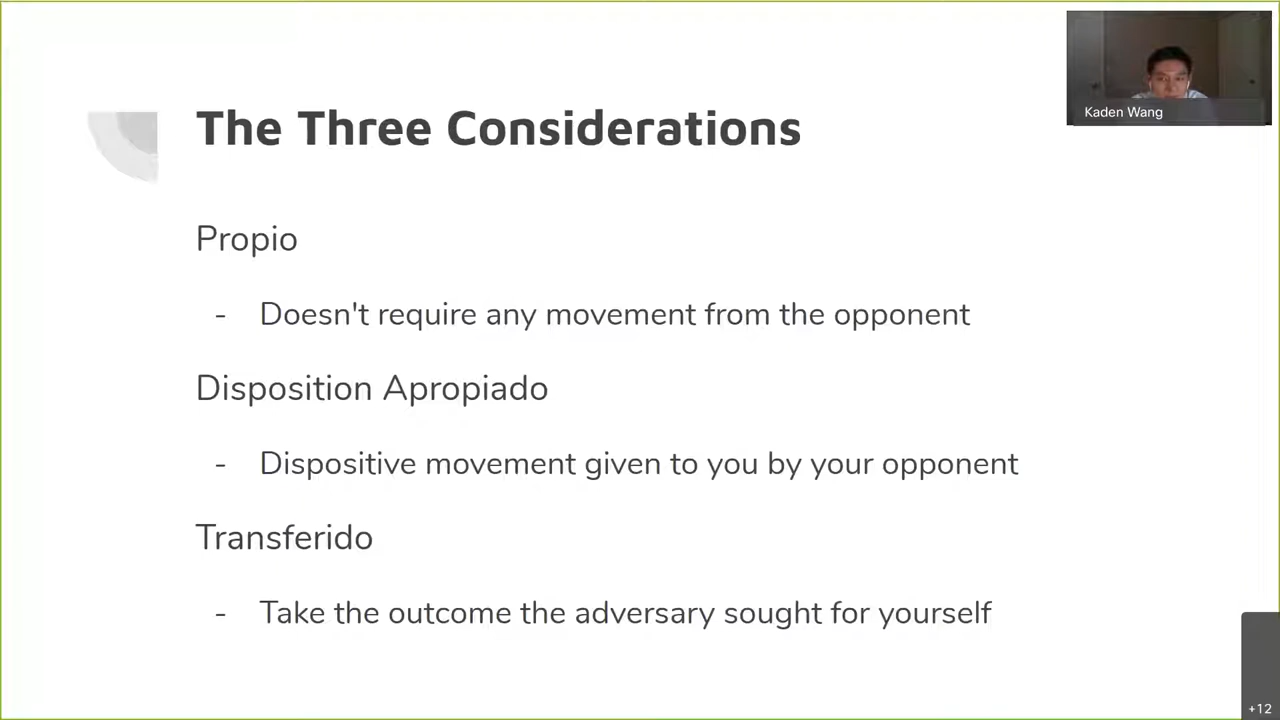 The Three Considerations
Kaden Wang
Propio
- Doesn't require any movement from the opponent
Disposition Apropiado
- Dispositive movement given to you by your opponent
Transferido
- Take the outcome the adversary sought for yourself
+12